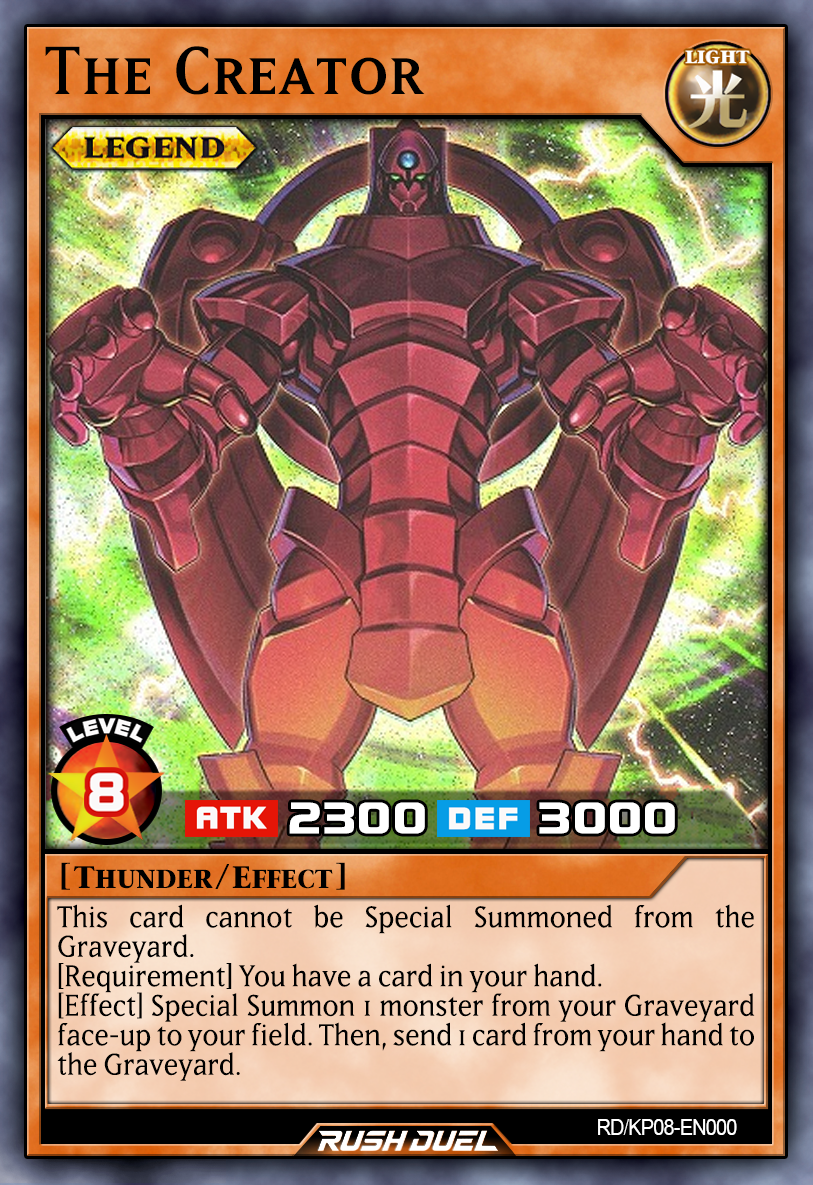 The Creator
LIGHT
光
LEGEND
LEVEL
8
ATK 2300 DEF 3000
[Thunder/Effect]
This card cannot be Special Summoned from the
Graveyard.
[Requirement] You have a card in your hand.
[Effect] Special Summon 1 monster from your Graveyard
face-up to your field. Then, send 1 card from your hand to
the Graveyard.
RD/KP08-EN000
RUSH DUEL